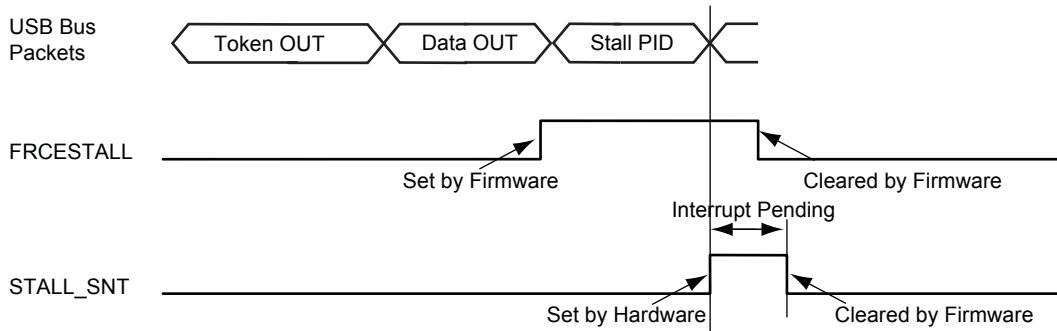 USB Bus
Packets
Token OUT
Data OUT
Stall PID
FRCESTALL
Set by Firmware
Cleared by Firmware
Interrupt Pending
STALL_SNT
Set by Hardware
Cleared by Firmware